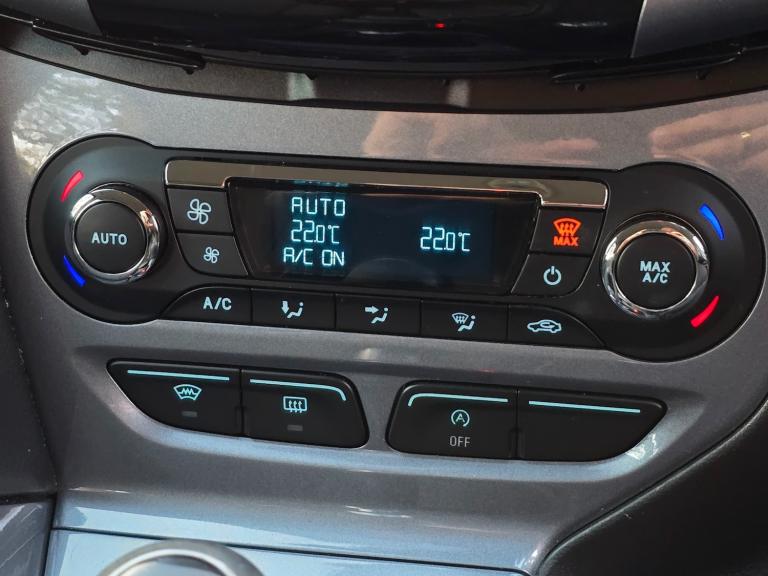 AUTO
22.0°C
A/C ON
22.0°C
AUTO
MAX
MAX
A/C
A/C
A
OFF